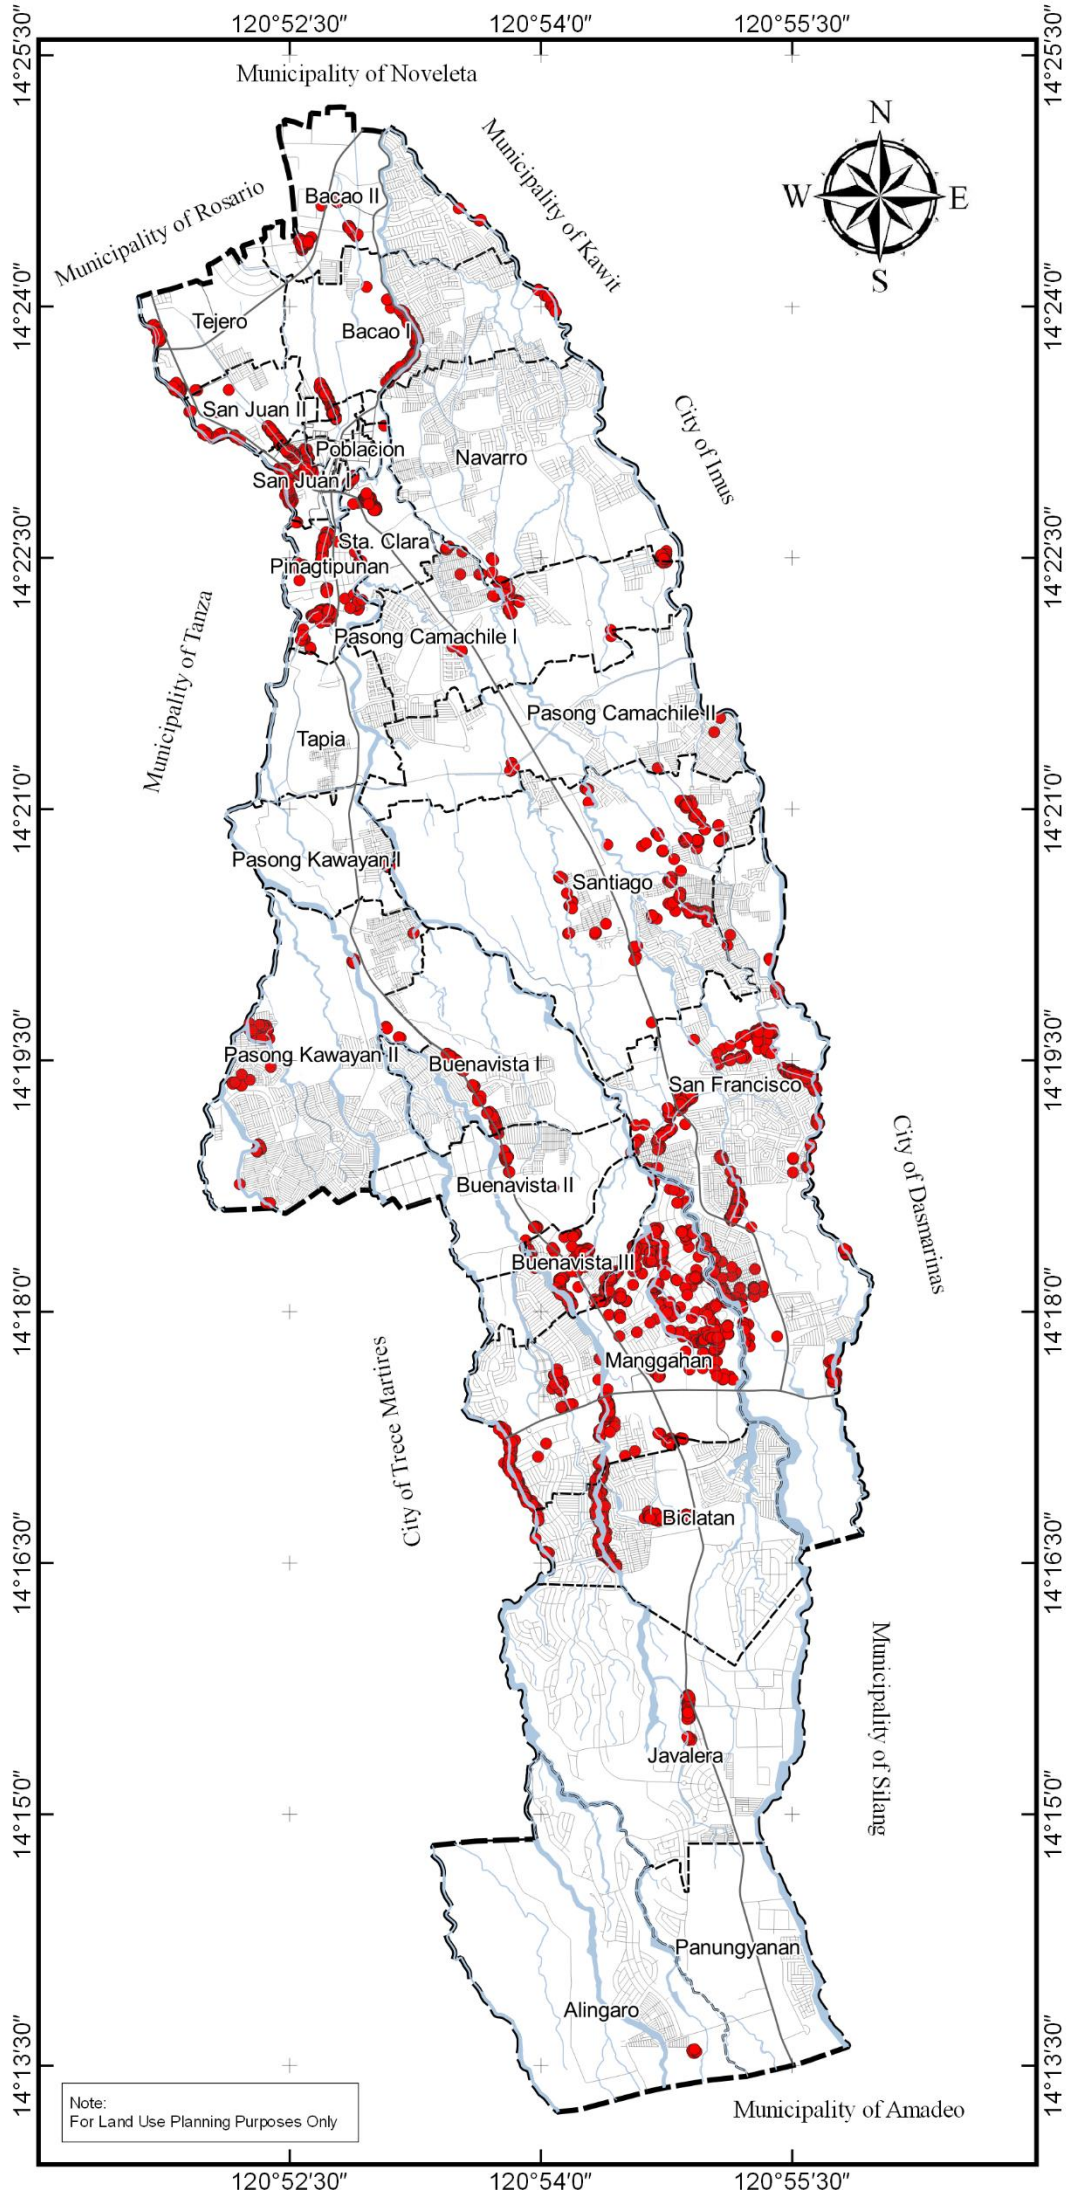 120°52'30"
120°54'0"
120°55'30"
14°25'30"
14°25'30"
Municipality of Noveleta
N
Municipality of Kawit
Bacao II
W
E
Municipality of Rosario
S
14°24'0"
14°24'0"
Tejero
Bacao I
San Juan II
City of Imus
Poblacion
Navarro
San Juan I
Sta. Clara
14°22'30"
14°22'30"
Pinagtipunan
Municipality of Tanza
Pasong Camachile I
Pasong Camachile II
Tapia
14°21'0"
14°21'0"
Pasong Kawayan I
Santiago
14°19'30"
14°19'30"
Pasong Kawayan II
Buenavista I
San Francisco
City of Dasmarinas
Buenavista II
Buenavista III
14°18'0"
14°18'0"
Manggahan
City of Trece Martires
Biclatan
14°16'30"
14°16'30"
Municipality of Silang
Javalera
14°15'0"
14°15'0"
Panungyanan
Alingaro
14°13'30"
14°13'30"
Note:
For Land Use Planning Purposes Only
Municipality of Amadeo
120°52'30"
120°54'0"
120°55'30"